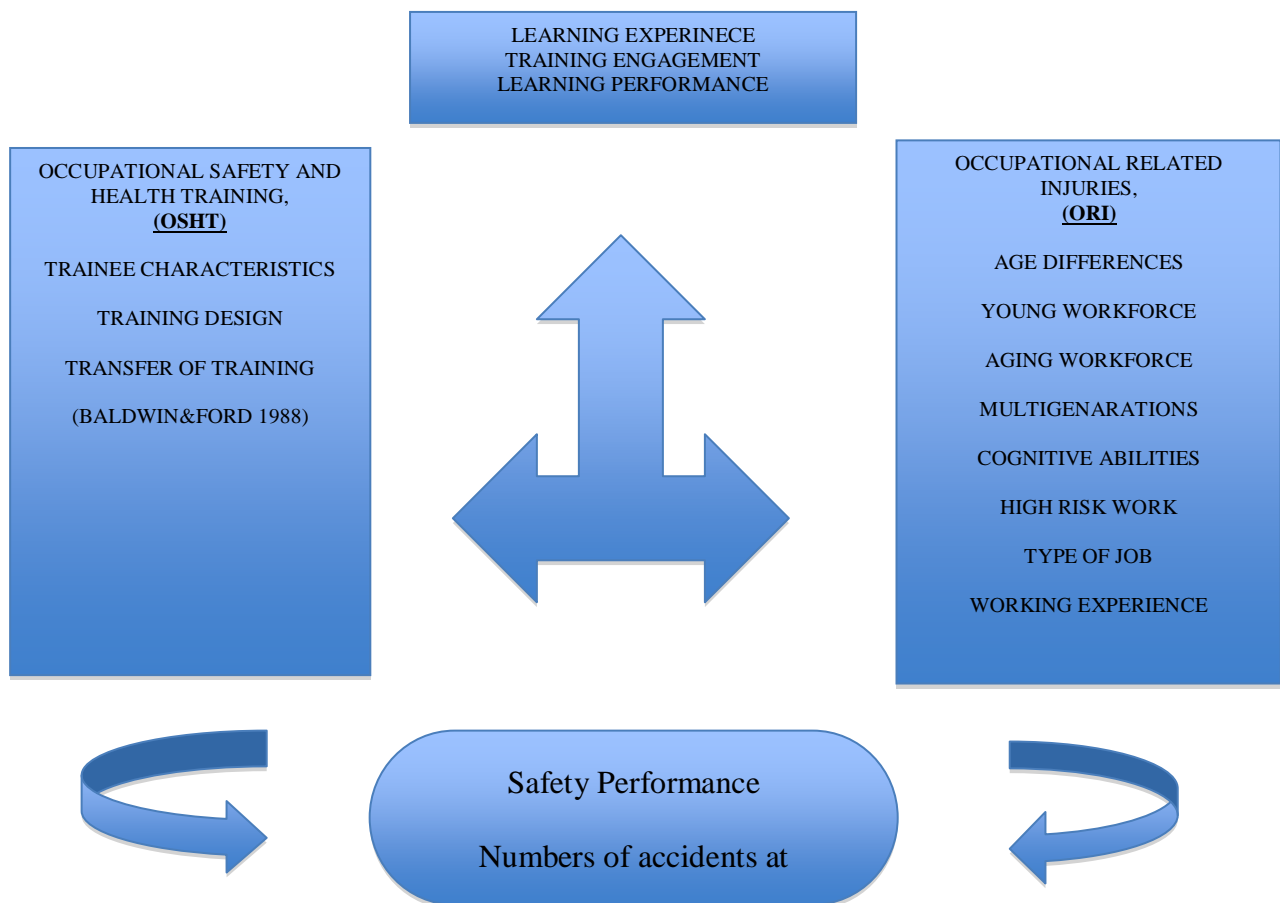 LEARNING EXPERINECE
TRAINING ENGAGEMENT
LEARNING PERFORMANCE
OCCUPATIONAL SAFETY AND
HEALTH TRAINING,
(OSHT)
TRAINEE CHARACTERISTICS
TRAINING DESIGN
TRANSFER OF TRAINING
(BALDWIN&FORD 1988)
OCCUPATIONAL RELATED
INJURIES,
(ORI)
AGE DIFFERENCES
YOUNG WORKFORCE
AGING WORKFORCE
MULTIGENARATIONS
COGNITIVE ABILITIES
HIGH RISK WORK
TYPE OF JOB
WORKING EXPERIENCE
Safety Performance
Numbers of accidents at